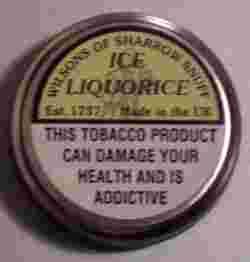 WILSONS OF SHARROW SNUFF
ICE
LIQUORICE
Est. 1737 Made in the UK
THIS TOBACCO PRODUCT
CAN DAMAGE YOUR
HEALTH AND IS
ADDICTIVE